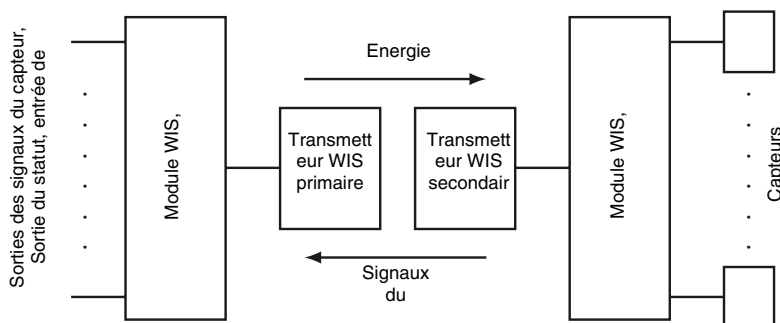 Sorties des signaux du capteur,
Sortie du statut, entrée de
Module WIS,
Energie
Transmett
eur WIS
primaire
Transmett
eur WIS
secondair
Signaux
du
Module WIS,
Capteurs